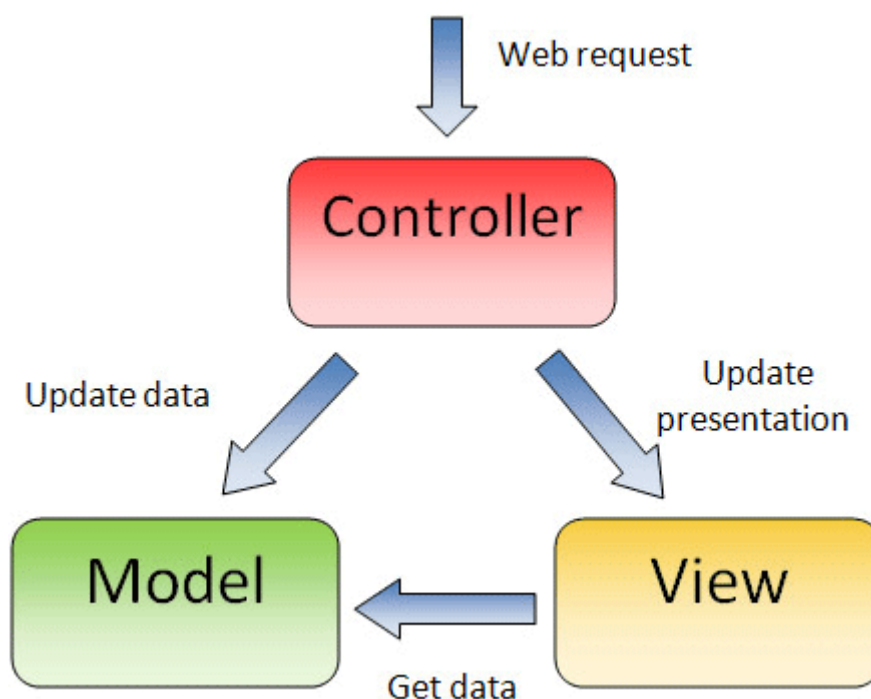 Web request
Controller
Update data
Update
presentation
Model
View
Get data